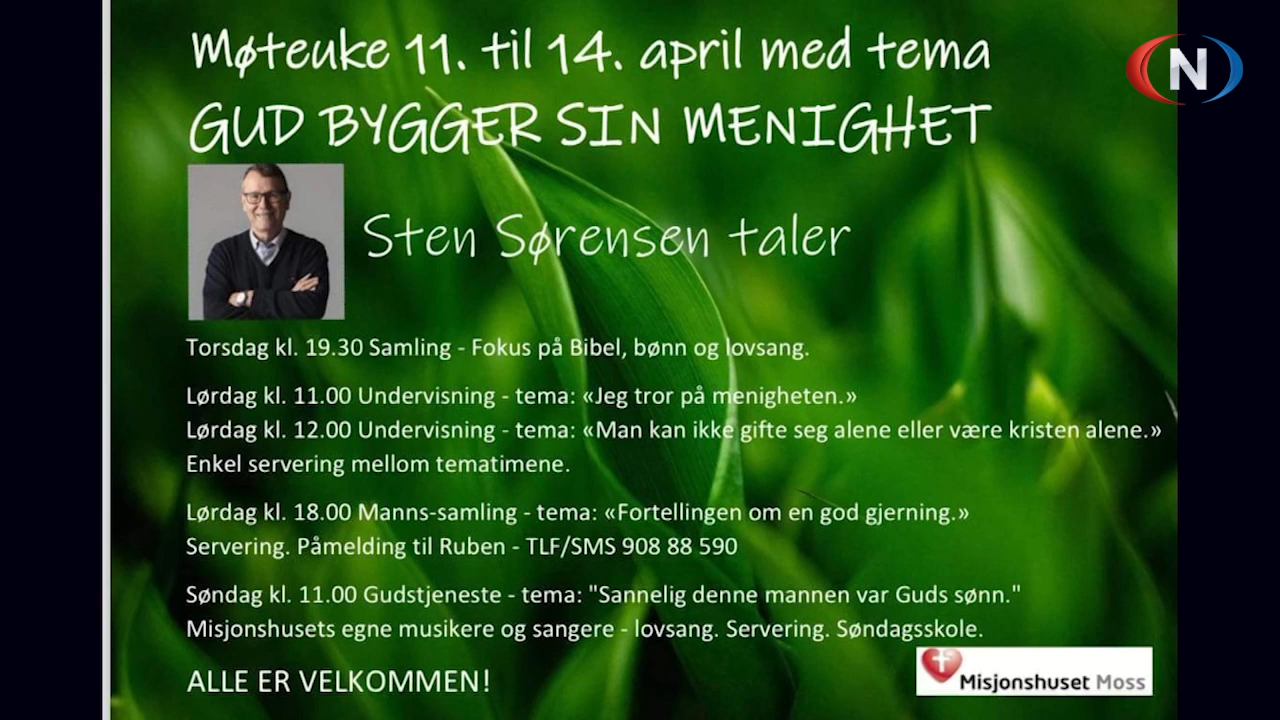 Møteuke 11. til 14. april med tema
GUD BYGGER SIN MENIGHET
N
Sten Sørensen taler
Torsdag kl. 19.30 Samling - Fokus på Bibel, bønn og lovsang.
Lørdag kl. 11.00 Undervisning - tema: «Jeg tror på menigheten.»
Lørdag kl. 12.00 Undervisning - tema: «Man kan ikke gifte seg alene eller være kristen alene.»
Enkel servering mellom tematimene.
Lørdag kl. 18.00 Manns-samling - tema: «Fortellingen om en god gjerning.»
Servering. Påmelding til Ruben - TLF/SMS 908 88 590
Søndag kl. 11.00 Gudstjeneste - tema: "Sannelig denne mannen var Guds sønn."
Misjonshusets egne musikere og sangere - lovsang. Servering. Søndagsskole.
ALLE ER VELKOMMEN!
Misjonshuset Moss